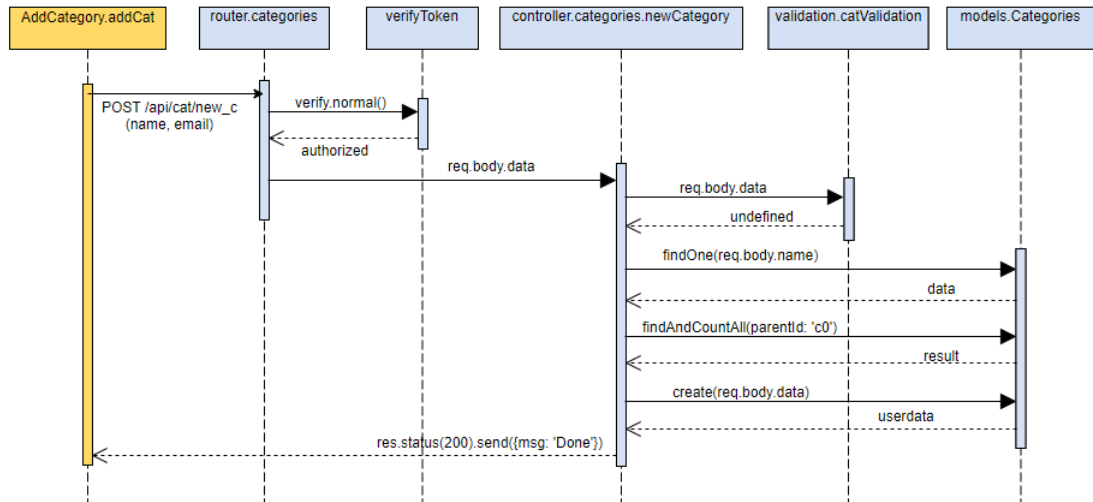 AddCategory.addCat
router.categories
verifyToken
controller.categories.newCategory
validation.catValidation
models.Categories
POST /api/cat/new_c
(name, email)
verify.normal()
authorized
req.body.data
req.body.data
undefined
findOne(req.body.name)
data
findAndCountAll(parentId: 'c0')
result
create(req.body.data)
userdata
res.status(200).send({msg: 'Done'})